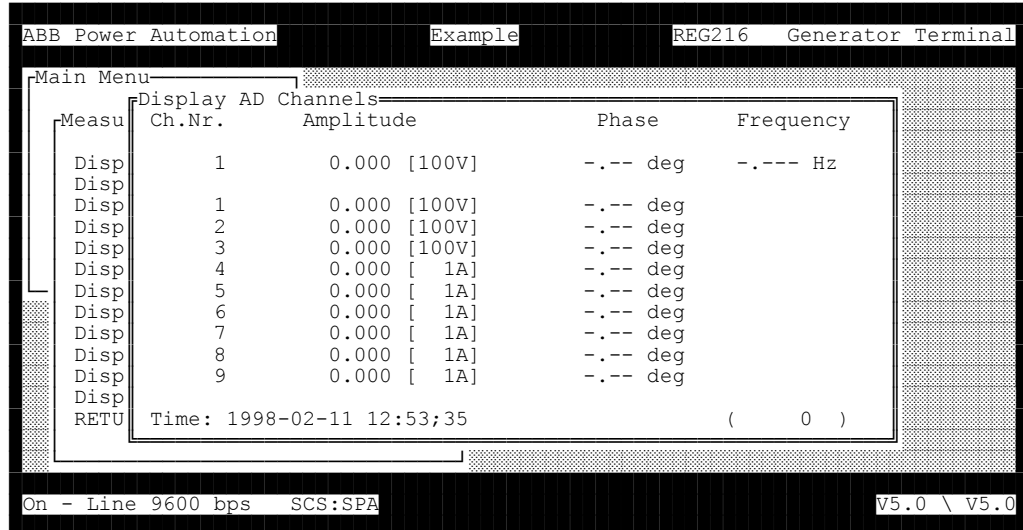 ABB Power Automation Example REG216 Generator Terminal
Main Menu
Display AD Channels
Measu Ch.Nr. Amplitude Phase Frequency
Disp 1 0.000 [100V] -.-- deg -.--- Hz
Disp
Disp 1 0.000 [100V] -.-- deg
Disp 2 0.000 [100V] -.-- deg
Disp 3 0.000 [100V] -.-- deg
Disp 4 0.000 [ 1A] -.-- deg
Disp 5 0.000 [ 1A] -.-- deg
Disp 6 0.000 [ 1A] -.-- deg
Disp 7 0.000 [ 1A] -.-- deg
Disp 8 0.000 [ 1A] -.-- deg
Disp 9 0.000 [ 1A] -.-- deg
Disp
RETU Time: 1998-02-11 12:53;35 ( 0 )
On - Line 9600 bps SCS:SPA V5.0 \ V5.0